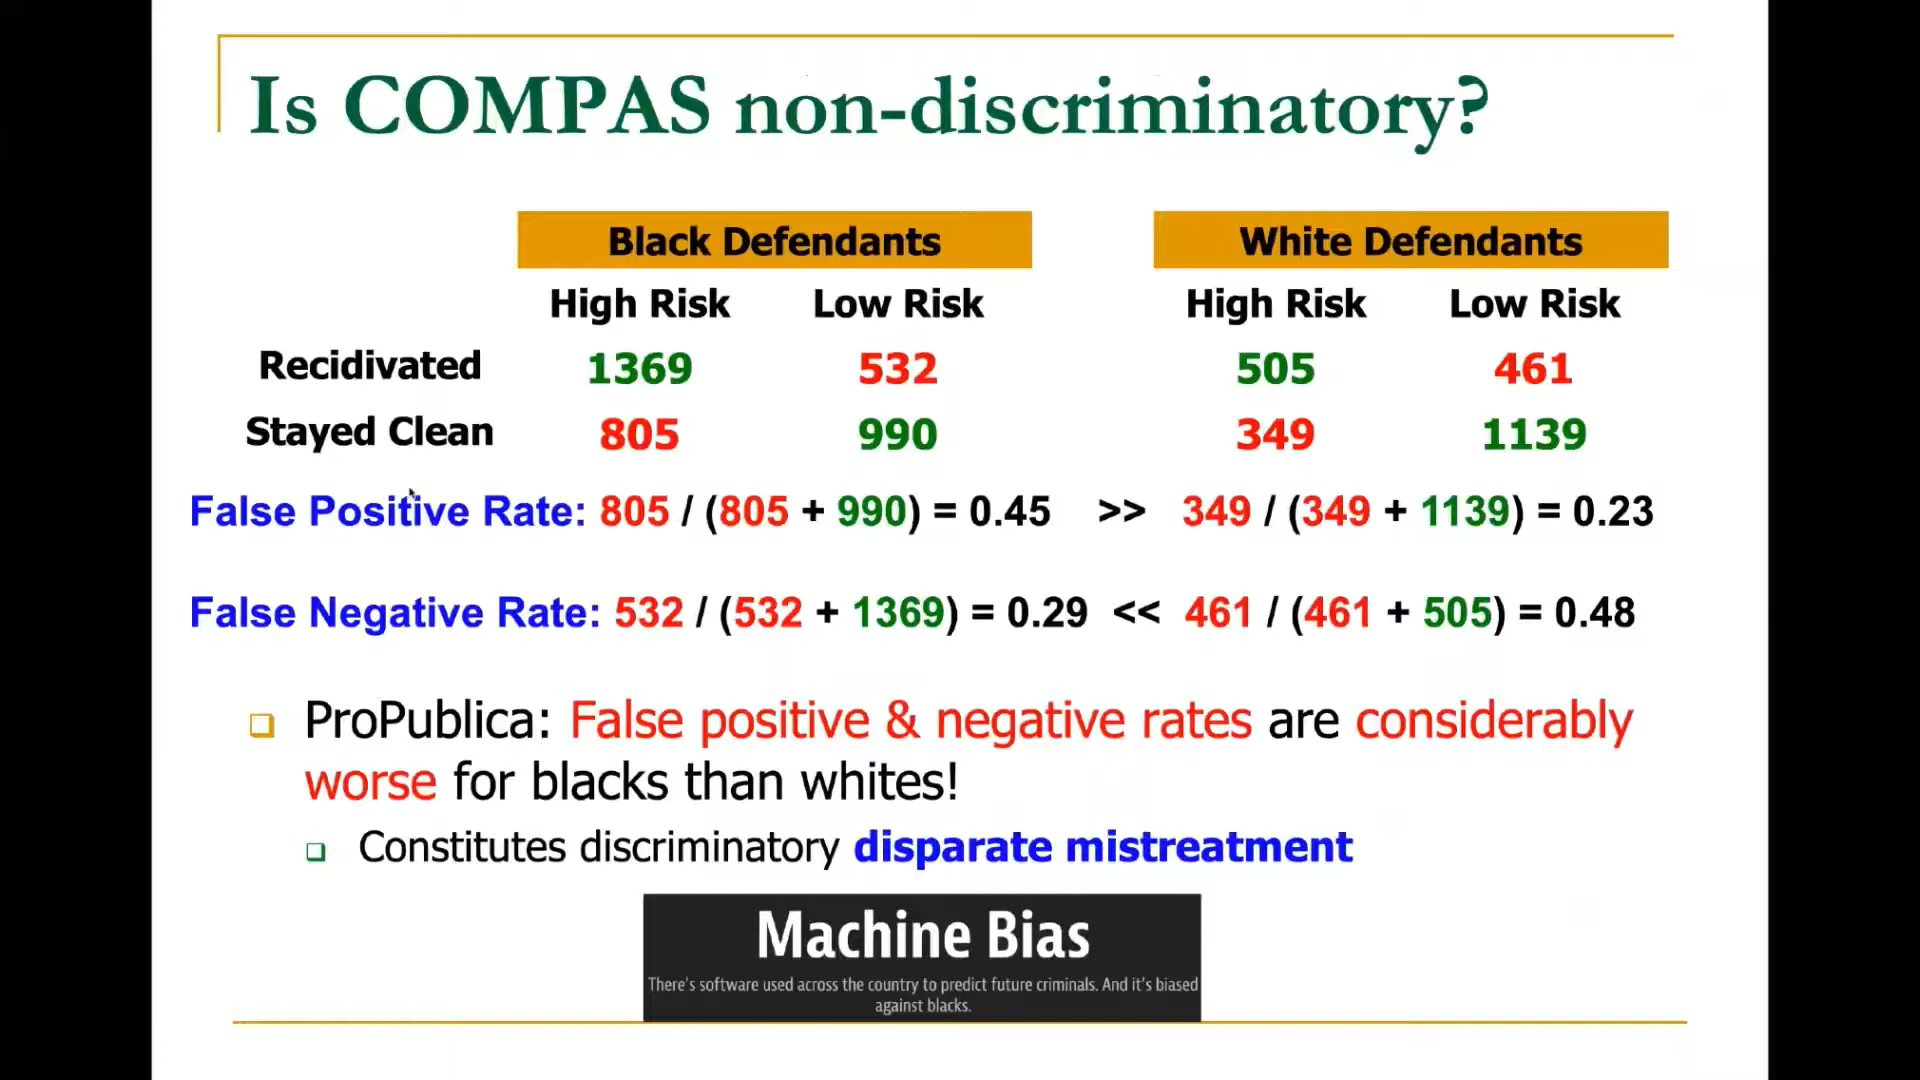 Is COMPAS non-discriminatory?
Black Defendants White Defendants
High Risk Low Risk High Risk Low Risk
Recidivated 1369 532 505 461
Stayed Clean 805 990 349 1139
False Positive Rate: 805 / (805 + 990) = 0.45 >> 349 / (349 + 1139) = 0.23
False Negative Rate: 532 / (532 + 1369) = 0.29 << 461 / (461 + 505) = 0.48
ProPublica: False positive & negative rates are considerably
worse for blacks than whites!
Constitutes discriminatory disparate mistreatment
Machine Bias
There's software used across the country to predict future criminals. And it's biased
against blacks.